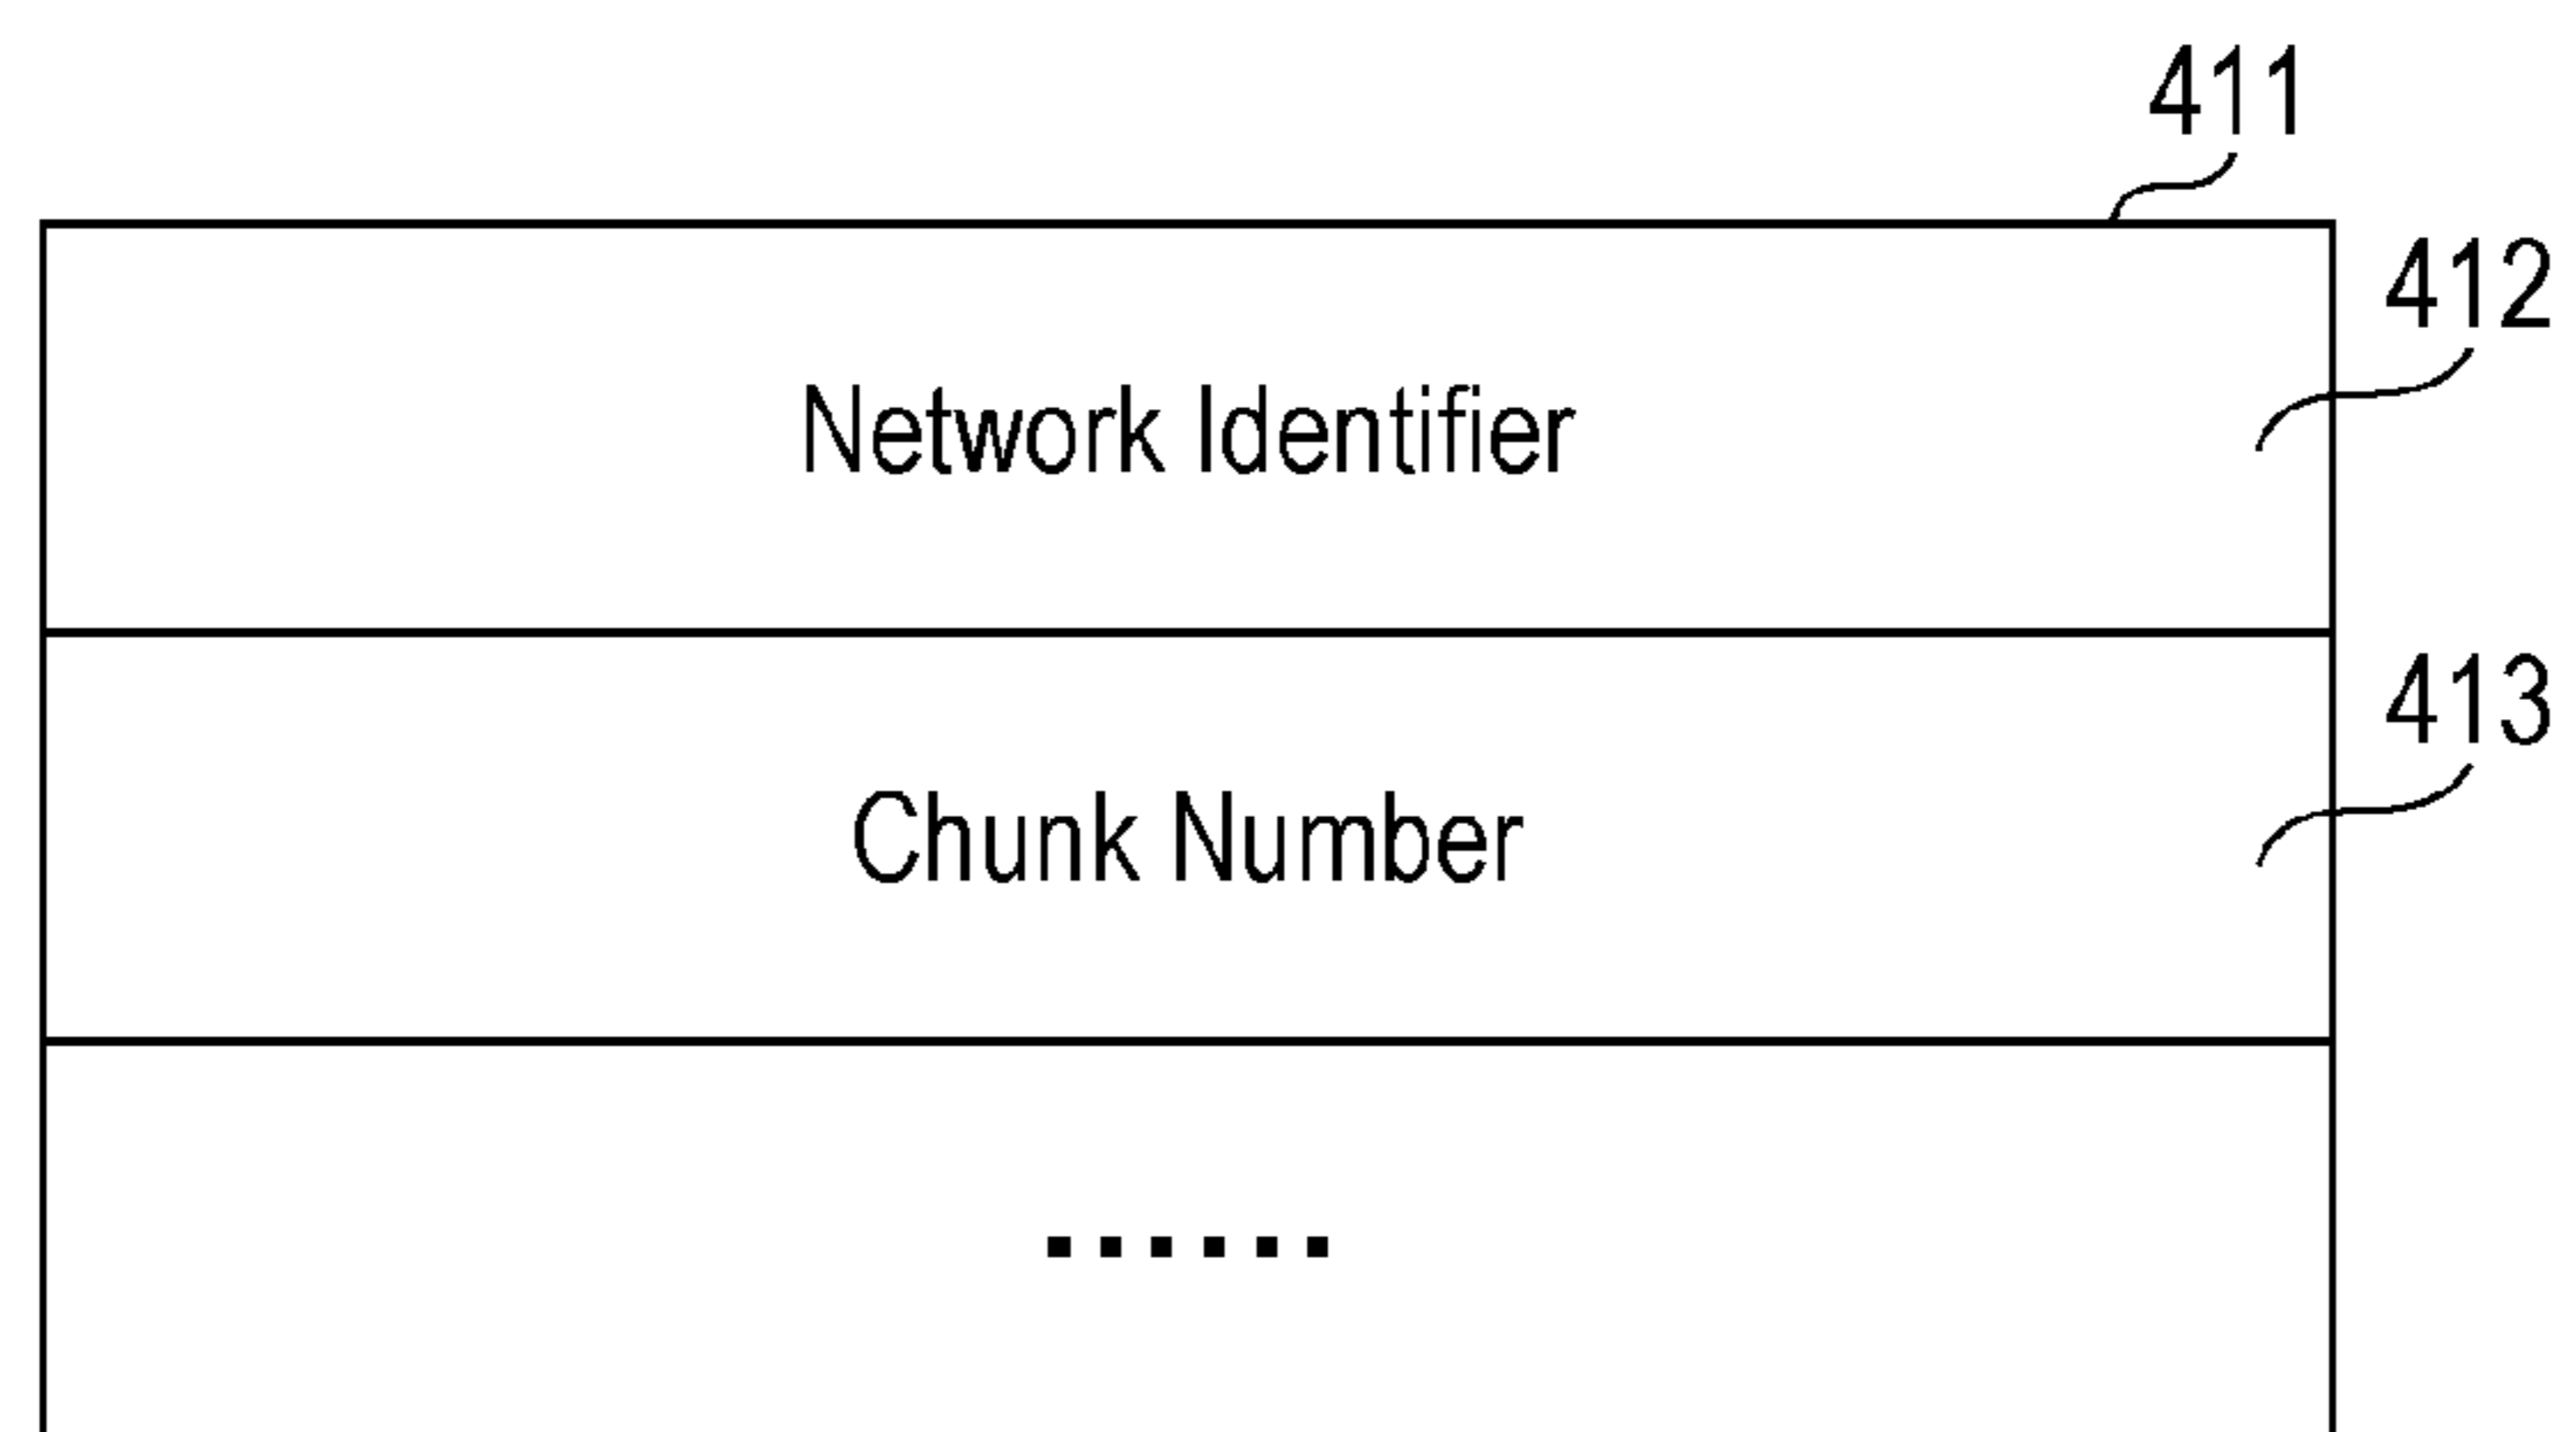 411
412
Network Identifier
413
Chunk Number
......